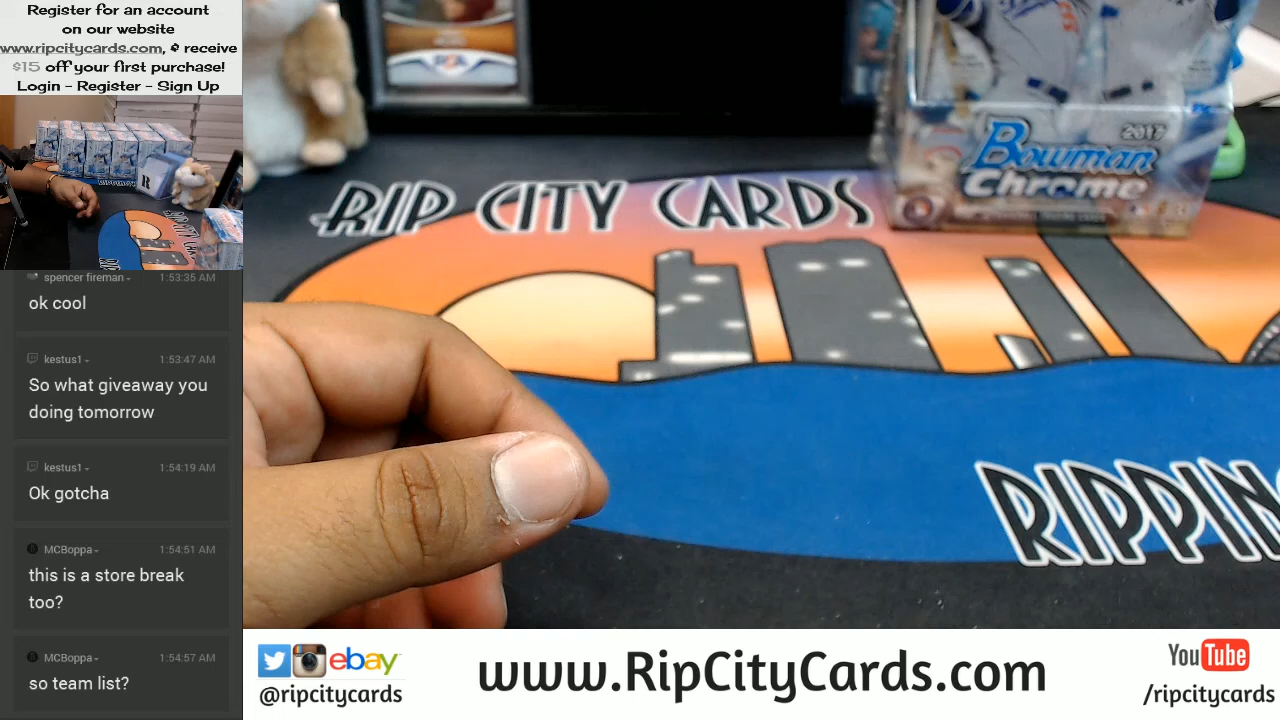 Register for an account
on our website
www.ripcitycards.com, & receive
$15 off your first purchase!
Login - Register - Sign Up
spencer fireman
1:53:35 AM
ok cool
kestus1
1:53:47 AM
So what giveaway you
doing tomorrow
kestus1
1:54:19 AM
Ok gotcha
MCBoppa
1:54:51 AM
this is a store break
too?
MCBoppa
1:54:57 AM
so team list?
RIP CITY CARDS
2017
Bowman
Chrome
RIPPIN
ebay
@ripcitycards
www.RipCityCards.com
YouTube
/ripcitycards